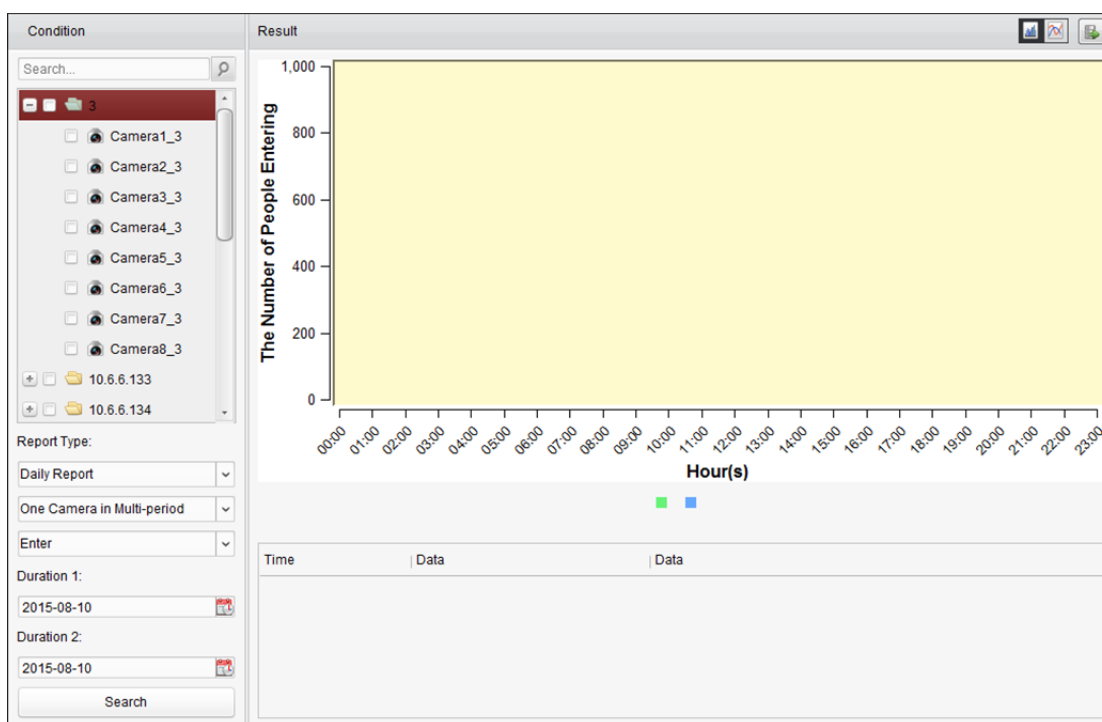 Condition
Search...
3
Camera1_3
Camera2_3
Camera3_3
Camera4_3
Camera5_3
Camera6_3
Camera7_3
Camera8_3
10.6.6.133
10.6.6.134
Report Type:
Daily Report
One Camera in Multi-period
Enter
Duration 1:
2015-08-10
Duration 2:
2015-08-10
Search
Result
The Number of People Entering
1,000
800
600
400
200
0
00:00 01:00 02:00 03:00 04:00 05:00 06:00 07:00 08:00 09:00 10:00 11:00 12:00 13:00 14:00 15:00 16:00 17:00 18:00 19:00 20:00 21:00 22:00 23:00
Hour(s)
Time Data Data